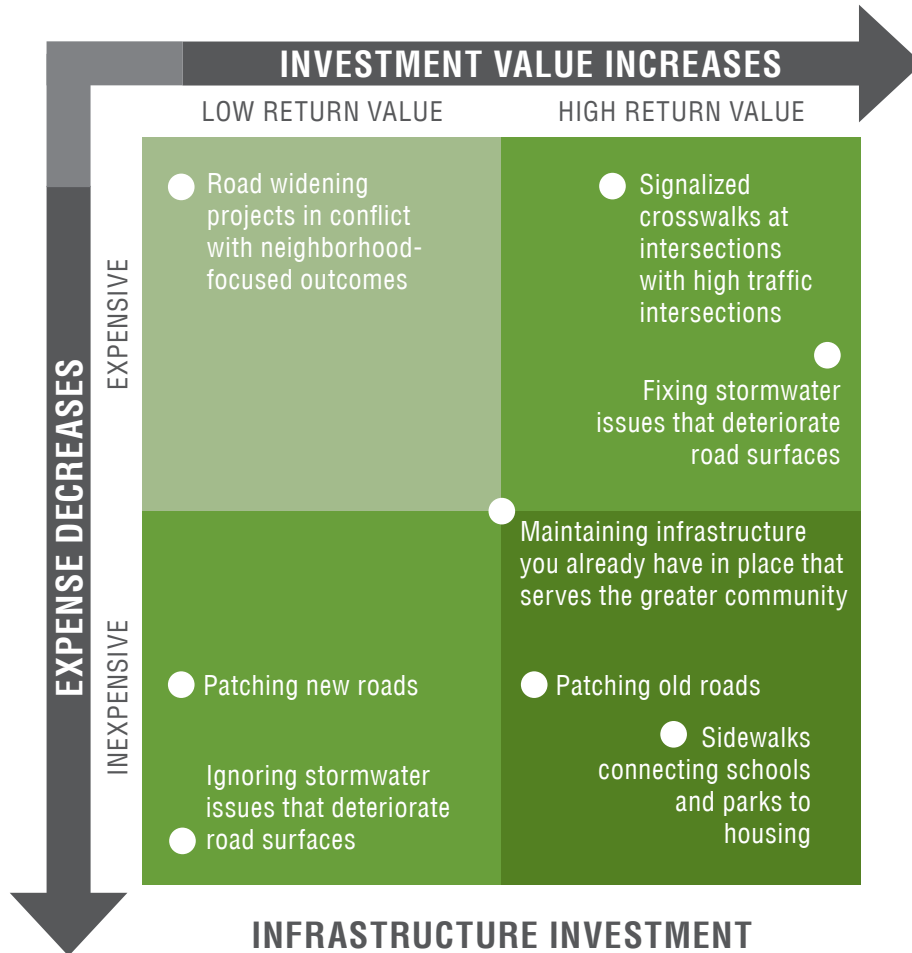 INVESTMENT VALUE INCREASES
LOW RETURN VALUE
HIGH RETURN VALUE
EXPENSE DECREASES
EXPENSIVE
Road widening
projects in conflict
with neighborhood-
focused outcomes
Signalized
crosswalks at
intersections
with high traffic
intersections
Fixing stormwater
issues that deteriorate
road surfaces
Maintaining infrastructure
you already have in place that
serves the greater community
INEXPENSIVE
Patching new roads
Ignoring stormwater
issues that deteriorate
road surfaces
Patching old roads
Sidewalks
connecting schools
and parks to
housing
INFRASTRUCTURE INVESTMENT